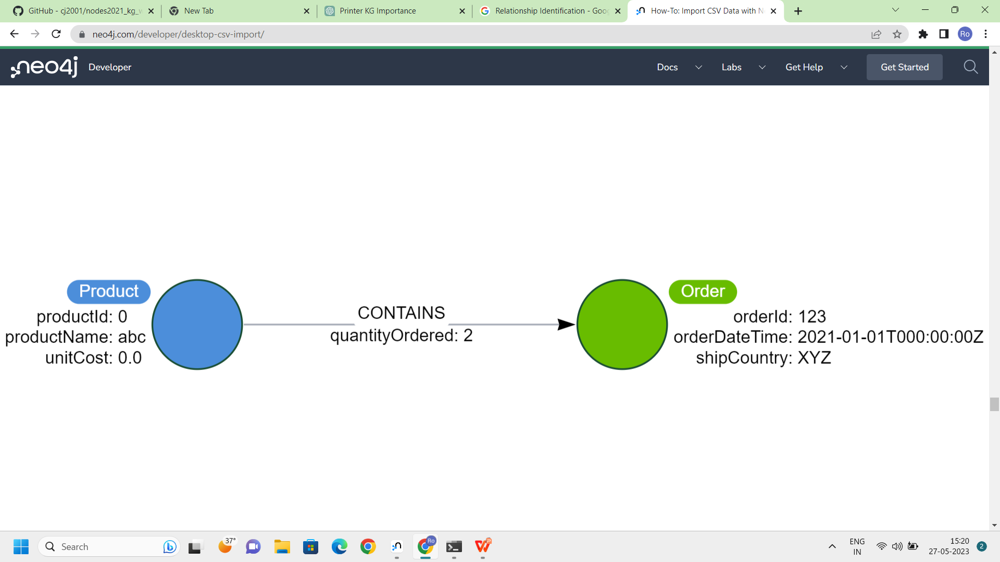 GitHub - cj2001/nodes2021_kg_w
New Tab
Printer KG Importance
Relationship Identification - Goog
How-To: Import CSV Data with N
neo4j.com/developer/desktop-csv-import/
Ro
neo4j Developer
Docs
Labs
Get Help
Get Started
Product
productId: 0
productName: abc
unitCost: 0.0
CONTAINS
quantityOrdered: 2
Order
orderId: 123
orderDateTime: 2021-01-01T000:00:00Z
shipCountry: XYZ
Search
37°
Ro
ENG
IN
15:20
27-05-2023
2